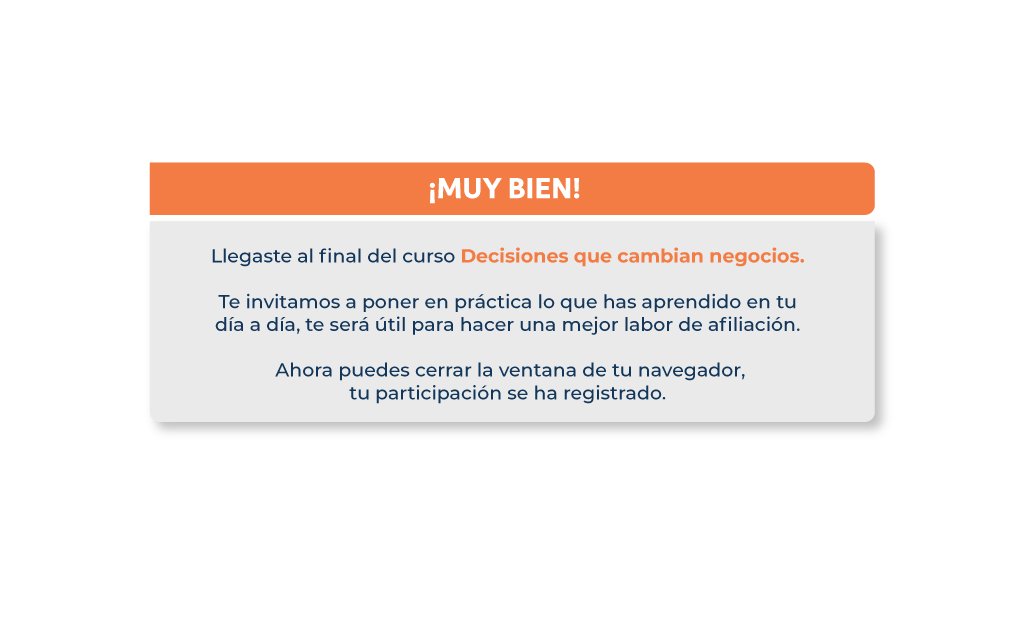 ¡MUY BIEN!
Llegaste al final del curso Decisiones que cambian negocios.
Te invitamos a poner en práctica lo que has aprendido en tu
día a día, te será útil para hacer una mejor labor de afiliación.
Ahora puedes cerrar la ventana de tu navegador,
tu participación se ha registrado.